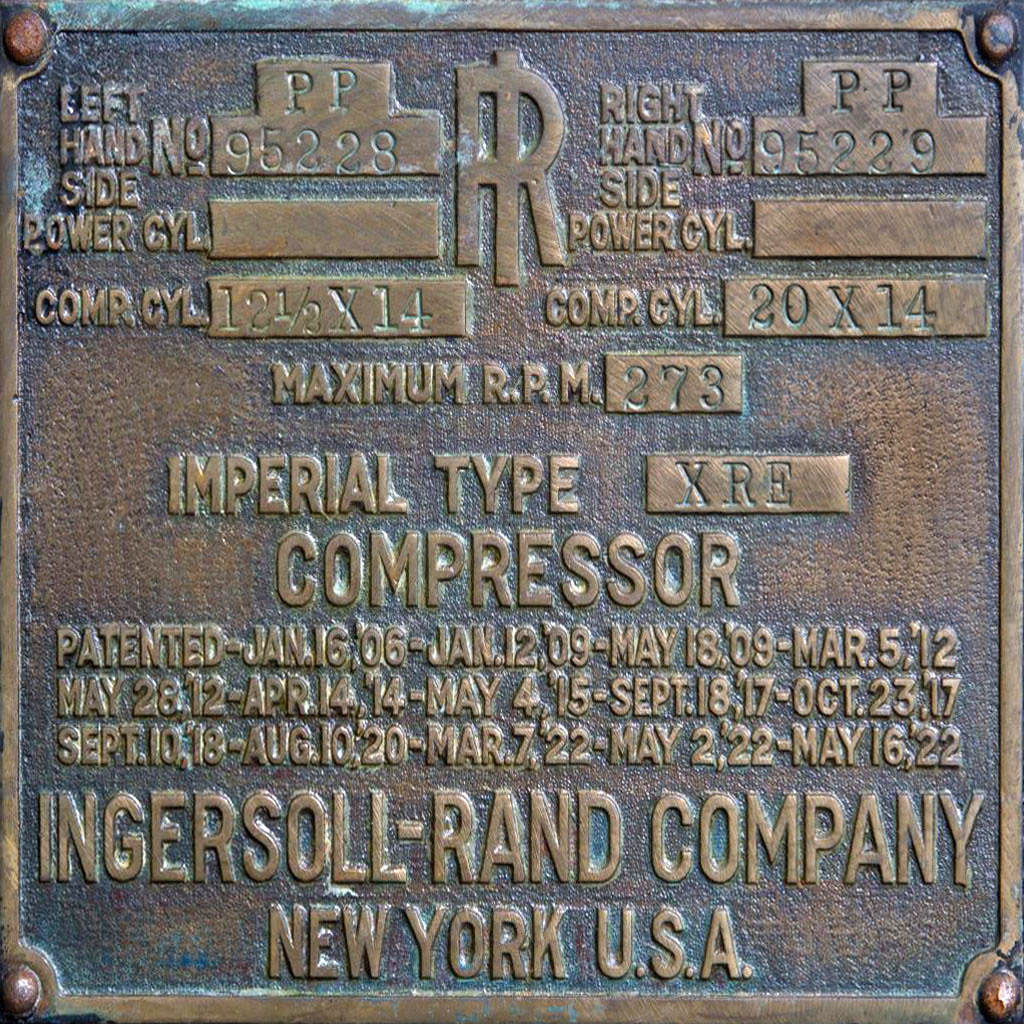 LEFT HAND SIDE Nº PP 95228
RIGHT HAND SIDE Nº PP 95229
IR
POWER CYL.
POWER CYL.
COMP. CYL. 12½ X 14
COMP. CYL. 20 X 14
MAXIMUM R.P.M. 273
IMPERIAL TYPE XRE
COMPRESSOR
PATENTED-JAN.16,'06-JAN.12,'09-MAY 18,'09-MAR.5,'12
MAY 28,'12-APR.14,'14-MAY 4,'15-SEPT.18,'17-OCT.23,'17
SEPT.10,'18-AUG.10,'20-MAR.7,'22-MAY 2,'22-MAY 16,'22
INGERSOLL-RAND COMPANY
NEW YORK U.S.A.